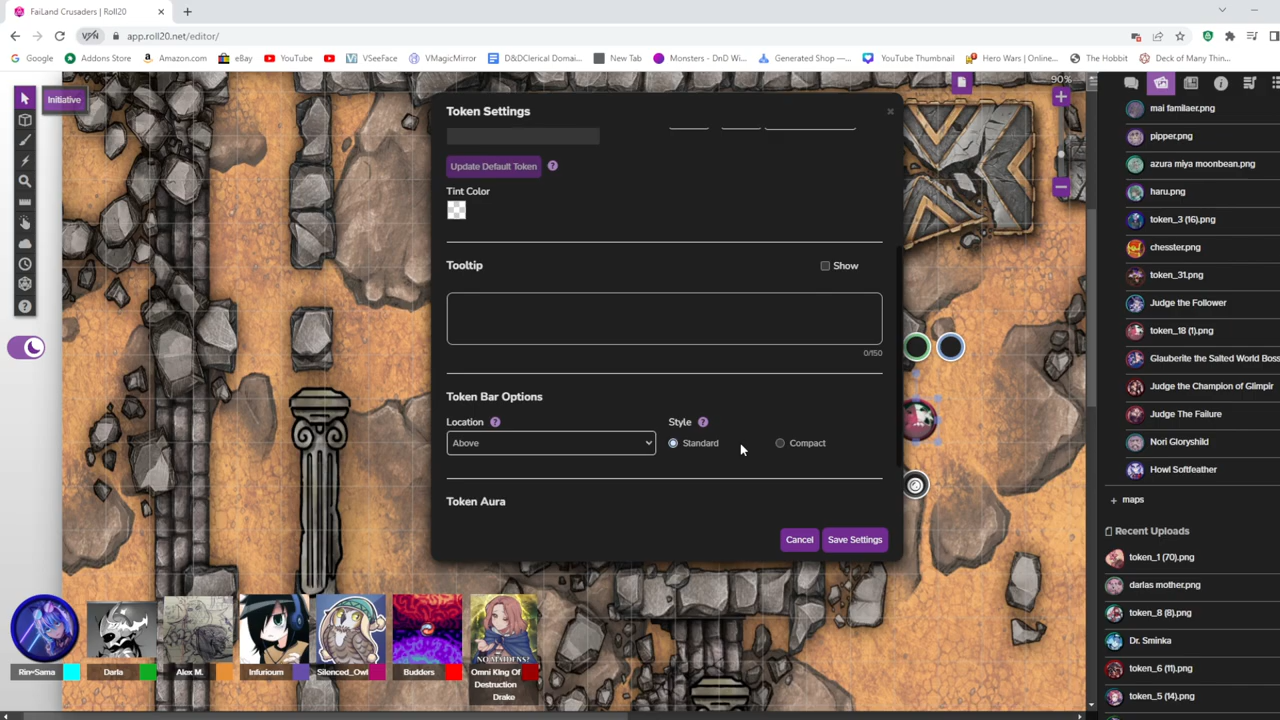 FaiLand Crusaders | Roll20
app.roll20.net/editor/
Google
Addons Store
Amazon.com
eBay
YouTube
VSeeFace
VMagicMirror
D&DClerical Domai...
New Tab
Monsters - DnD Wi...
Generated Shop —...
YouTube Thumbnail
Hero Wars | Online...
The Hobbit
Deck of Many Thin...
Initiative
90%
Token Settings
Update Default Token
Tint Color
Tooltip
Show
0/150
Token Bar Options
Location
Style
Above
Standard
Compact
Token Aura
Cancel
Save Settings
mai familaer.png
pipper.png
azura mira moonbean.png
haru.png
token_3 (16).png
chesster.png
token_31.png
Judge the Follower
token_18 (1).png
Glauberite the Salted World Boss
Judge the Champion of Glimpir
Judge The Failure
Nori Gloryshild
Howl Softfeather
+ maps
Recent Uploads
token_1 (70).png
darlas mother.png
token_8 (8).png
Dr. Sminka
token_6 (11).png
token_5 (14).png
NO MAIDENS?
Rin~Sama
Darla
Alex M.
Infurioum
Silenced_Owl
Budders
Omni King Of
Destruction
Drake